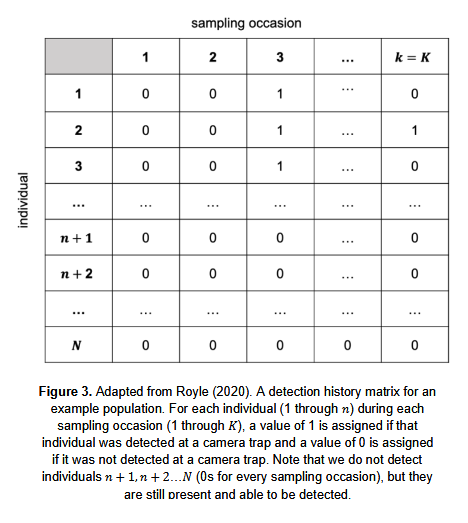 sampling occasion
1 2 3 ... k = K
1 0 0 1 ... 0
2 0 0 1 ... 1
3 0 0 1 ... 0
... ... ... ... ... ...
n + 1 0 0 0 ... 0
n + 2 0 0 0 ... 0
... ... ... ... ... ...
N 0 0 0 0 0
individual
Figure 3. Adapted from Royle (2020). A detection history matrix for an
example population. For each individual (1 through n) during each
sampling occasion (1 through K), a value of 1 is assigned if that
individual was detected at a camera trap and a value of 0 is assigned
if it was not detected at a camera trap. Note that we do not detect
individuals n + 1, n + 2...N (0s for every sampling occasion), but they
are still present and able to be detected.